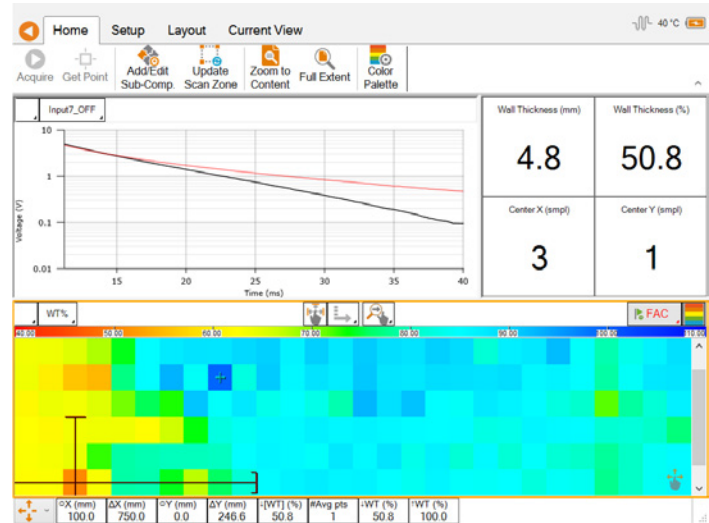 Home Setup Layout Current View
40 °C
Acquire Get Point Add/Edit Sub-Comp. Update Scan Zone Zoom to Content Full Extent Color Palette
Input7_OFF
Voltage (V)
10
1
0.1
0.01
15 20 25 30 35 40
Time (ms)
Wall Thickness (mm) Wall Thickness (%)
4.8 50.8
Center X (smpl) Center Y (smpl)
3 1
WT% FAC
40.00 50.00 60.00 70.00 80.00 90.00 100.00 110.00
X (mm) ΔX (mm) Y (mm) ΔY (mm) [WT] (%) #Avg pts WT (%) WT (%)
100.0 750.0 0.0 246.6 50.8 1 50.8 100.0